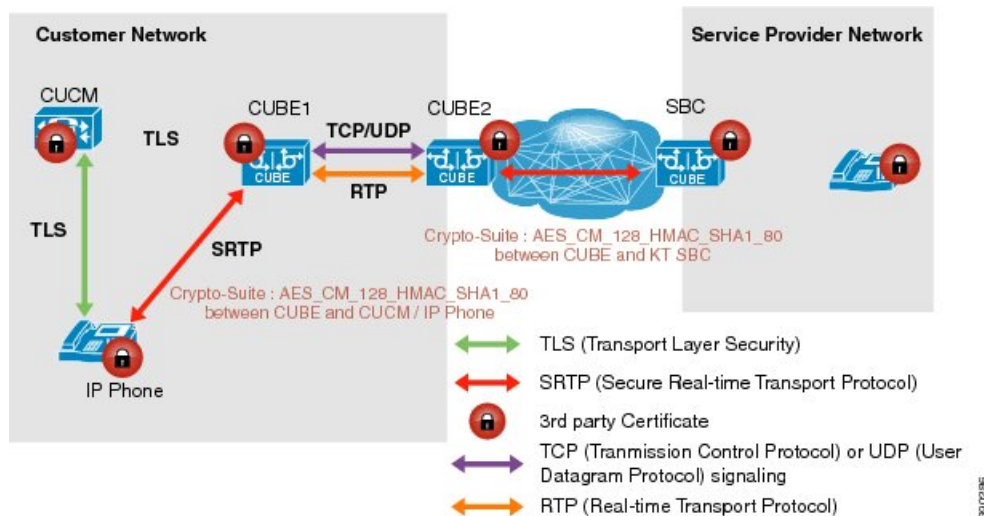 Customer Network
Service Provider Network
CUCM
CUBE1
CUBE2
SBC
TLS
TCP/UDP
CUBE
CUBE
CUBE
RTP
TLS
SRTP
Crypto-Suite : AES_CM_128_HMAC_SHA1_80
between CUBE and KT SBC
Crypto-Suite : AES_CM_128_HMAC_SHA1_80
between CUBE and CUCM / IP Phone
IP Phone
TLS (Transport Layer Security)
SRTP (Secure Real-time Transport Protocol)
3rd party Certificate
TCP (Tranmission Control Protocol) or UDP (User
Datagram Protocol) signaling
RTP (Real-time Transport Protocol)